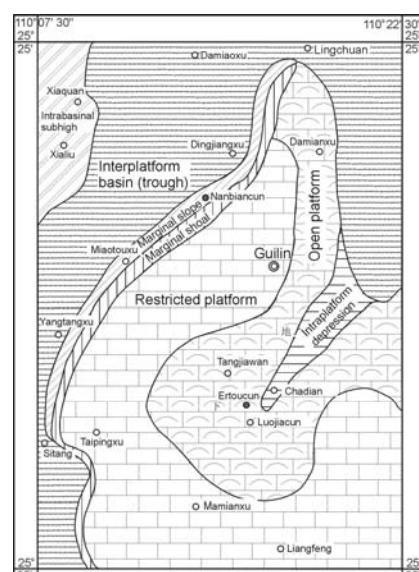 110° 07' 30"
110° 22' 30"
25°
25'
25°
25'
Lingchuan
Damiaoxu
Xiaquan
Intrabasinal
subhigh
Xialiu
Dingjiangxu
Damianxu
Interplatform
basin (trough)
Nanbiancun
Marginal slope
Marginal shoal
Open platform
Miaotouxu
Guilin
Restricted platform
Intraplatform
depression
地
Yangtangxu
Tangjiawan
Chadian
Ertoucun
Luojiacun
Taipingxu
Sitang
Mamianxu
Liangfeng
25°
25°